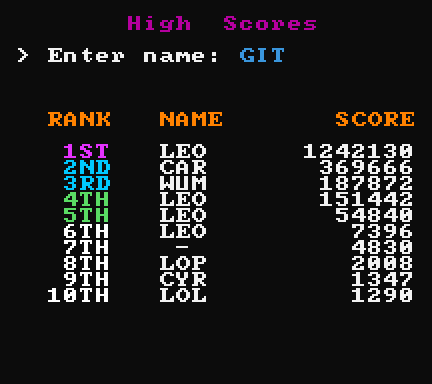 High Scores
> Enter name: GIT
RANK NAME SCORE
1ST LEO 1242130
2ND CAR 369666
3RD WUM 187872
4TH LEO 151442
5TH LEO 54840
6TH LEO 7396
7TH - 4830
8TH LOP 2008
9TH CYR 1347
10TH LOL 1290